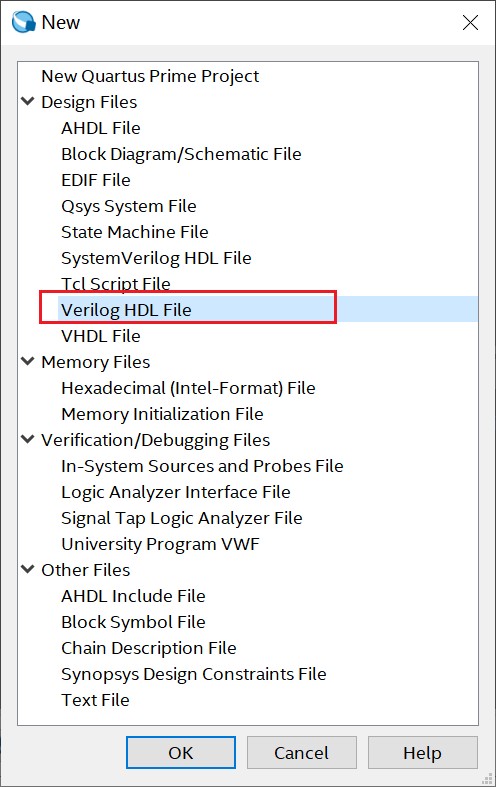 New
New Quartus Prime Project
Design Files
AHDL File
Block Diagram/Schematic File
EDIF File
Qsys System File
State Machine File
SystemVerilog HDL File
Tcl Script File
Verilog HDL File
VHDL File
Memory Files
Hexadecimal (Intel-Format) File
Memory Initialization File
Verification/Debugging Files
In-System Sources and Probes File
Logic Analyzer Interface File
Signal Tap Logic Analyzer File
University Program VWF
Other Files
AHDL Include File
Block Symbol File
Chain Description File
Synopsys Design Constraints File
Text File
OK Cancel Help